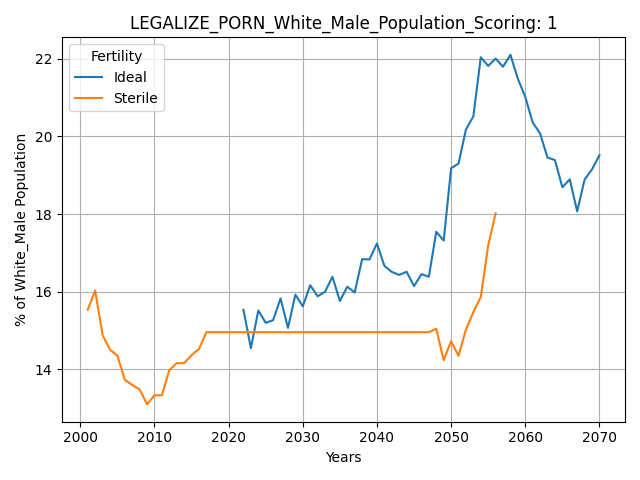 LEGALIZE_PORN_White_Male_Population_Scoring: 1
Fertility
Ideal
Sterile
% of White_Male Population
22
20
18
16
14
2000 2010 2020 2030 2040 2050 2060 2070
Years